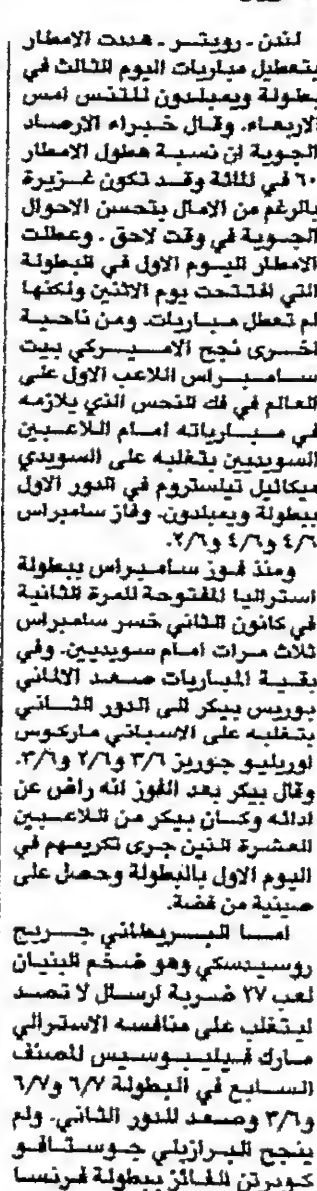 لندن ـ رويتــر ـ هددت الامطار
بتعطيل مباريات اليوم الثالث في
بطولة ويمبلدون للتنس امس
الاربعاء. وقال خبراء الارصاد
الجوية ان نسبة هطول الامطار
٦٠ في المائة وقد تكون غزيرة
بالرغم من الامال بتحسن الاحوال
الجوية في وقت لاحق . وعطلت
الامطار اليوم الاول في البطولة
التي افتتحت يوم الاثنين ولكنها
لم تعطل مباريات. ومن ناحية
اخرى نجح الاميركي بيت
سامبراس اللاعب الاول على
العالم في فك النحس الذي يلازمه
في مبارياته امام اللاعبين
السويديين بتغلبه على السويدي
ميكائيل تيلستروم في الدور الاول
ببطولة ويمبلدون. وفاز سامبراس
٤/٦ و٤/٦ و٢/٦.
ومنذ فوز سامبراس ببطولة
استراليا المفتوحة للمرة الثانية
في كانون الثاني خسر سامبراس
ثلاث مرات امام سويديين. وفي
بقية المباريات صعد الالماني
بوريس بيكر الى الدور الثاني
بتغلبه على الاسباني ماركوس
اوريليو جوريز ٣/٦ و٢/٦ و٣/٦.
وقال بيكر بعد الفوز انه راض عن
ادائه وكان بيكر من اللاعبين
العشرة الذين جرى تكريمهم في
اليوم الاول بالبطولة وحصل على
صينية من فضة.
امــا البــريطاني جــريج
روسيدسكي وهو ضخم البنيان
لعب ٢٧ ضربة ارسال لا تصد
ليتغلب على منافسه الاسترالي
مارك فيليبوسيس المصنف
السابع في البطولة ٦/٧ و٦/٧
و٣/٦ وصعد للدور الثاني. ولم
ينجح البرازيلي جوستافو
كويرتن الفائز ببطولة فرنسا